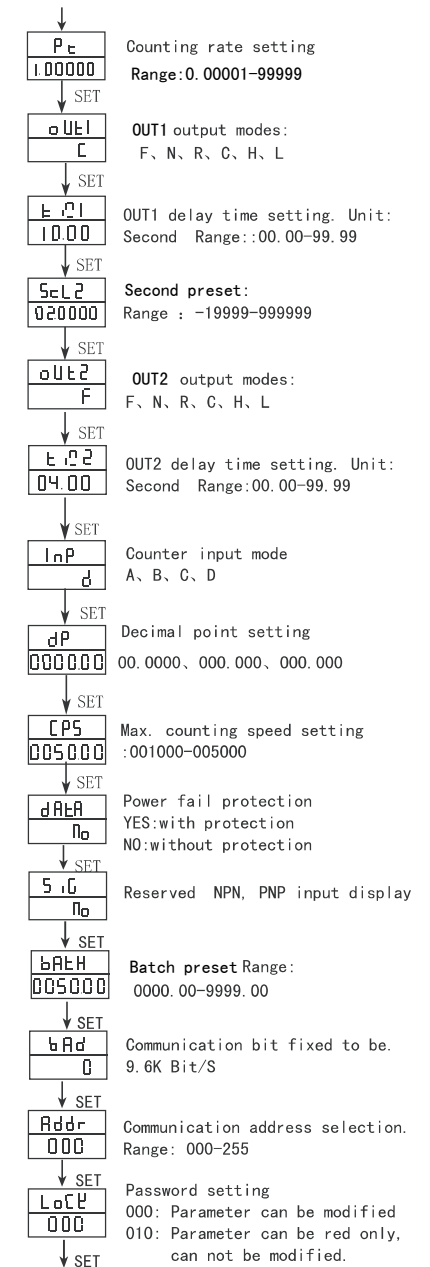 Pt
1.00000
Counting rate setting
Range:0.00001-99999
SET
oUt1
C
OUT1 output modes:
F、N、R、C、H、L
SET
10.00
OUT1 delay time setting. Unit:
Second Range::00.00-99.99
SET
ScL2
020000
Second preset:
Range : -19999-999999
SET
oUt2
F
OUT2 output modes:
F、N、R、C、H、L
SET
04.00
OUT2 delay time setting. Unit:
Second Range:00.00-99.99
SET
InP
d
Counter input mode
A、B、C、D
SET
dP
0000.00
Decimal point setting
00.0000、000.000、000.000
SET
CPS
005000
Max. counting speed setting
:001000-005000
SET
dAtA
no
Power fail protection
YES:with protection
NO:without protection
SET
SiG
no
Reserved NPN, PNP input display
SET
bAtH
005000
Batch preset Range:
0000.00-9999.00
SET
bAd
0
Communication bit fixed to be.
9.6K Bit/S
SET
Addr
000
Communication address selection.
Range: 000-255
SET
LoCK
000
Password setting
000: Parameter can be modified
010: Parameter can be red only,
can not be modified.
SET